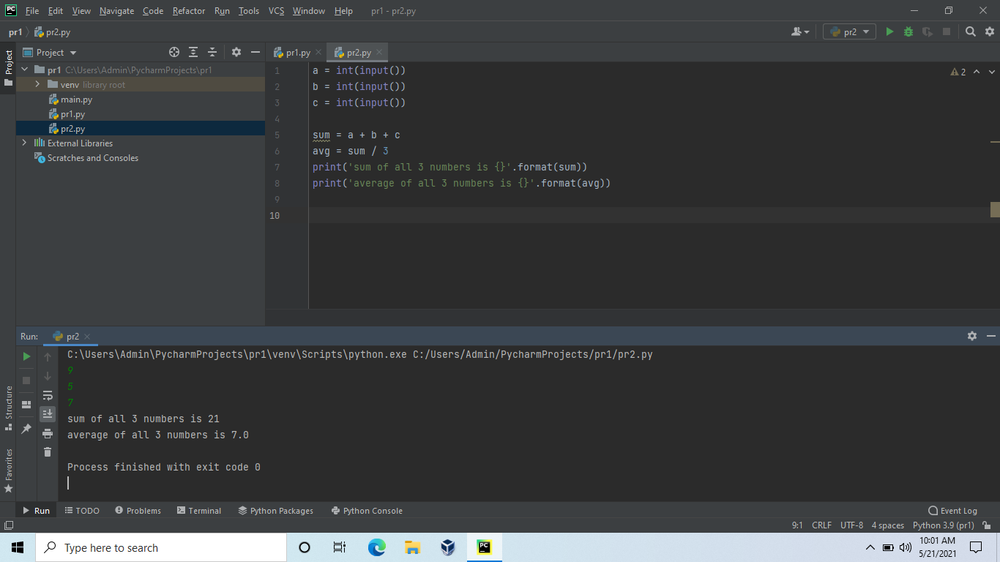 PC File Edit View Navigate Code Refactor Run Tools VCS Window Help pr1 - pr2.py
pr1 pr2.py pr2
Project pr1.py pr2.py
Project
pr1 C:\Users\Admin\PycharmProjects\pr1
venv library root
main.py
pr1.py
pr2.py
External Libraries
Scratches and Consoles
2
1 a = int(input())
2 b = int(input())
3 c = int(input())
4
5 sum = a + b + c
6 avg = sum / 3
7 print('sum of all 3 numbers is {}'.format(sum))
8 print('average of all 3 numbers is {}'.format(avg))
9
10
Run: pr2
C:\Users\Admin\PycharmProjects\pr1\venv\Scripts\python.exe C:/Users/Admin/PycharmProjects/pr1/pr2.py
9
5
7
sum of all 3 numbers is 21
average of all 3 numbers is 7.0
Process finished with exit code 0
Structure
Favorites
Run TODO Problems Terminal Python Packages Python Console Event Log
9:1 CRLF UTF-8 4 spaces Python 3.9 (pr1)
Type here to search PC 10:01 AM
5/21/2021